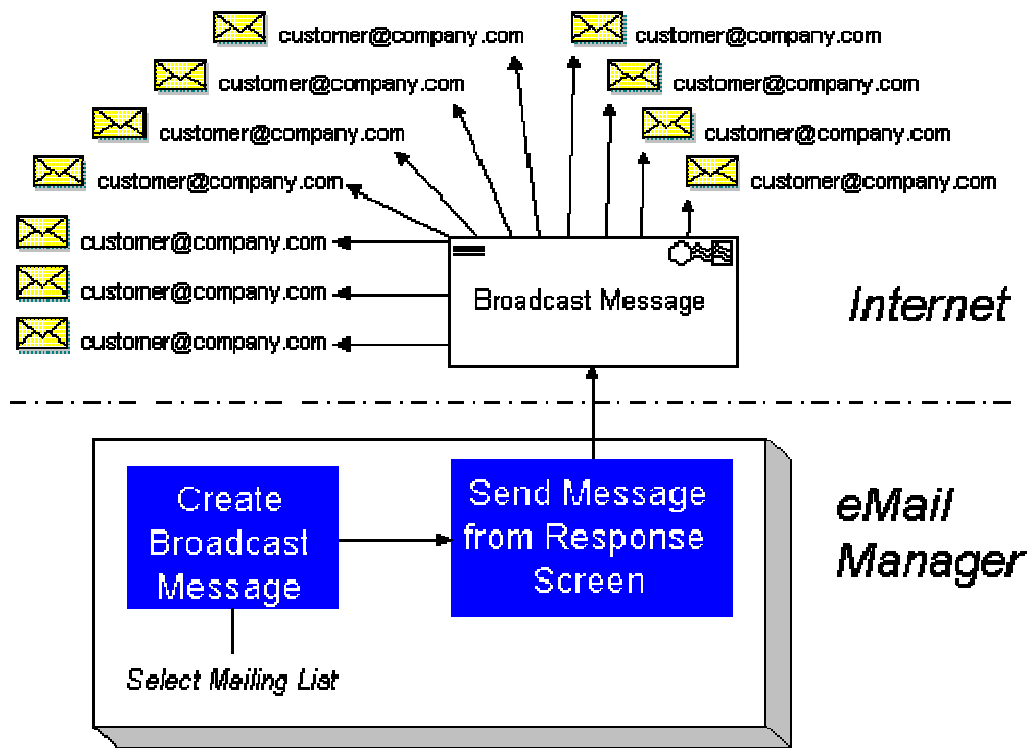 customer@company.com
customer@company.com
customer@company.com
customer@company.com
customer@company.com
customer@company.com
customer@company.com
customer@company.com
customer@company.com
customer@company.com
customer@company.com
Broadcast Message
Internet
Create
Broadcast
Message
Send Message
from Response
Screen
eMail
Manager
Select Mailing List